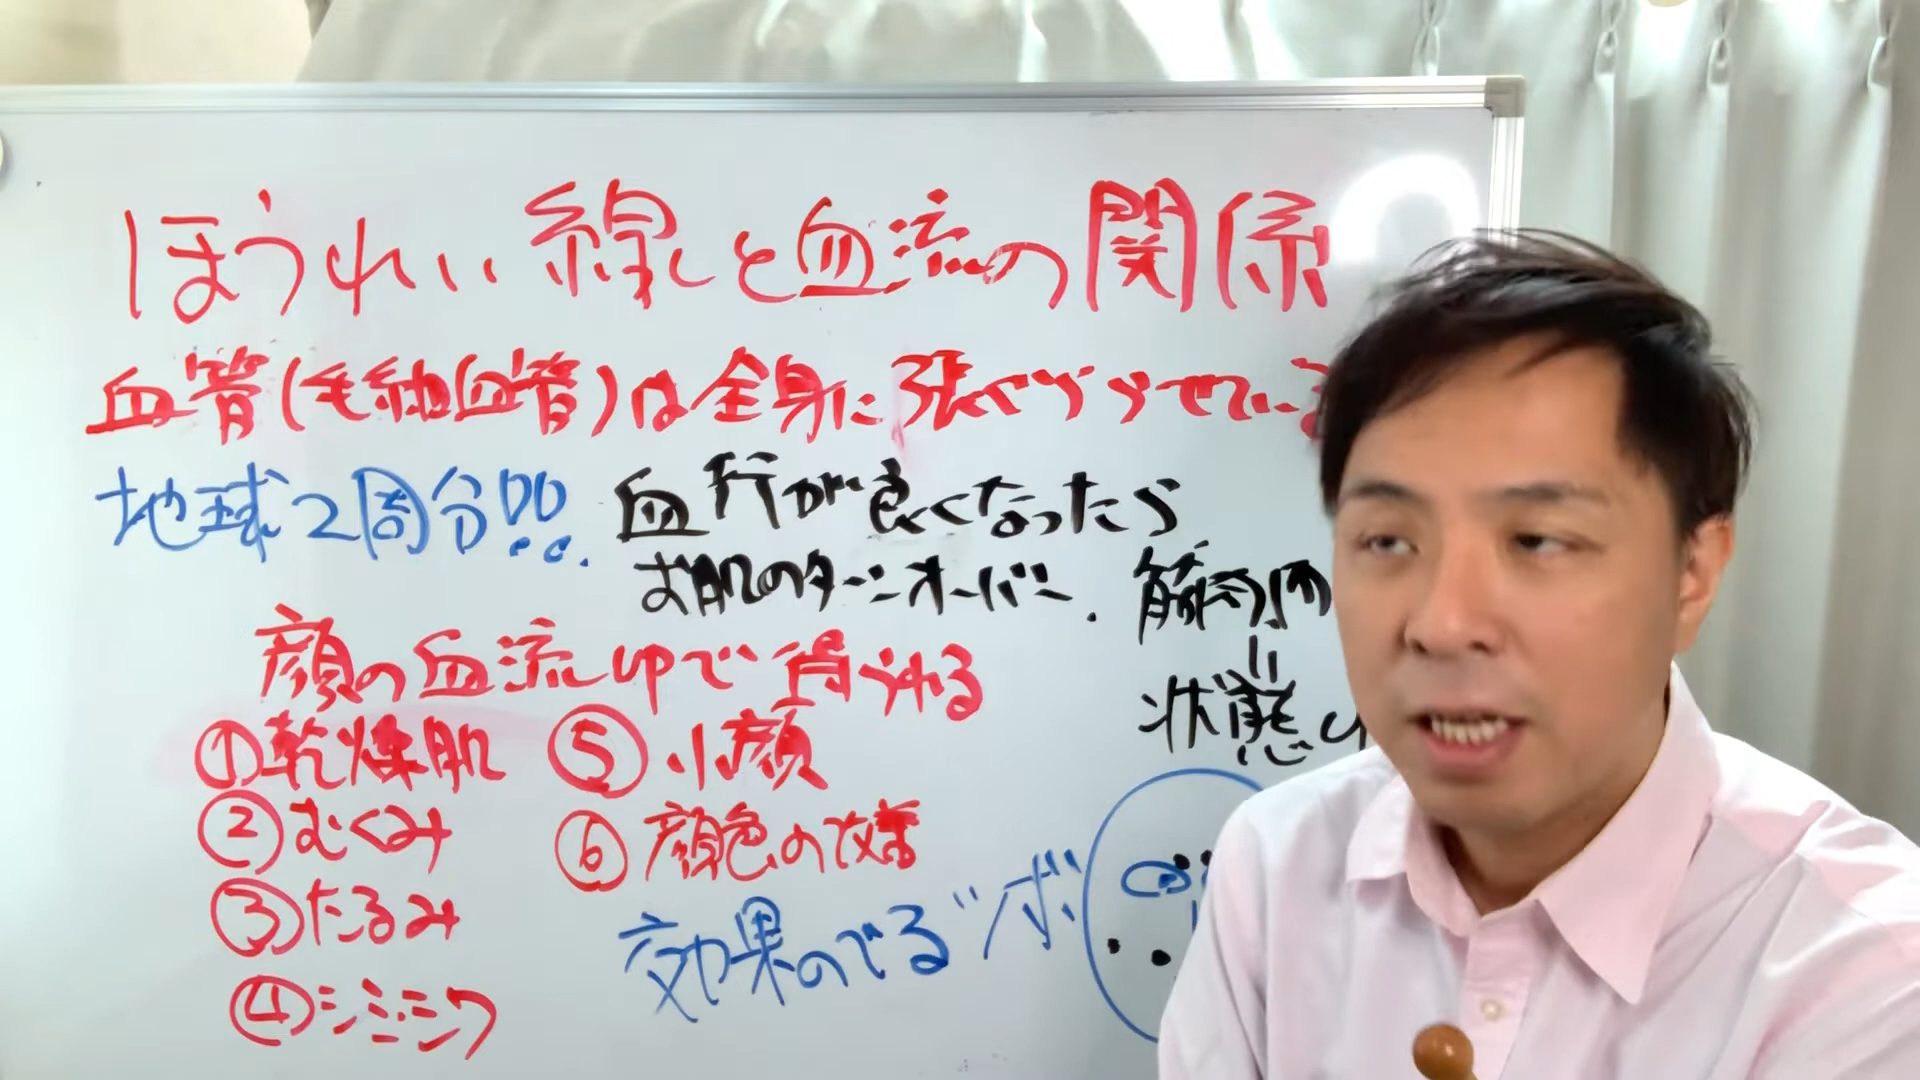 ほうれい線と血流の関係
血管(毛細血管)は全身に張りめぐらせている
地球2周分!!
血行が良くなったら
お肌のターンオーバー. 筋肉
||
状態
顔の血流upで得られる
①乾燥肌
②むくみ
③たるみ
④シミ・シワ
⑤小顔
⑥顔色の改善
効果のでるツボ